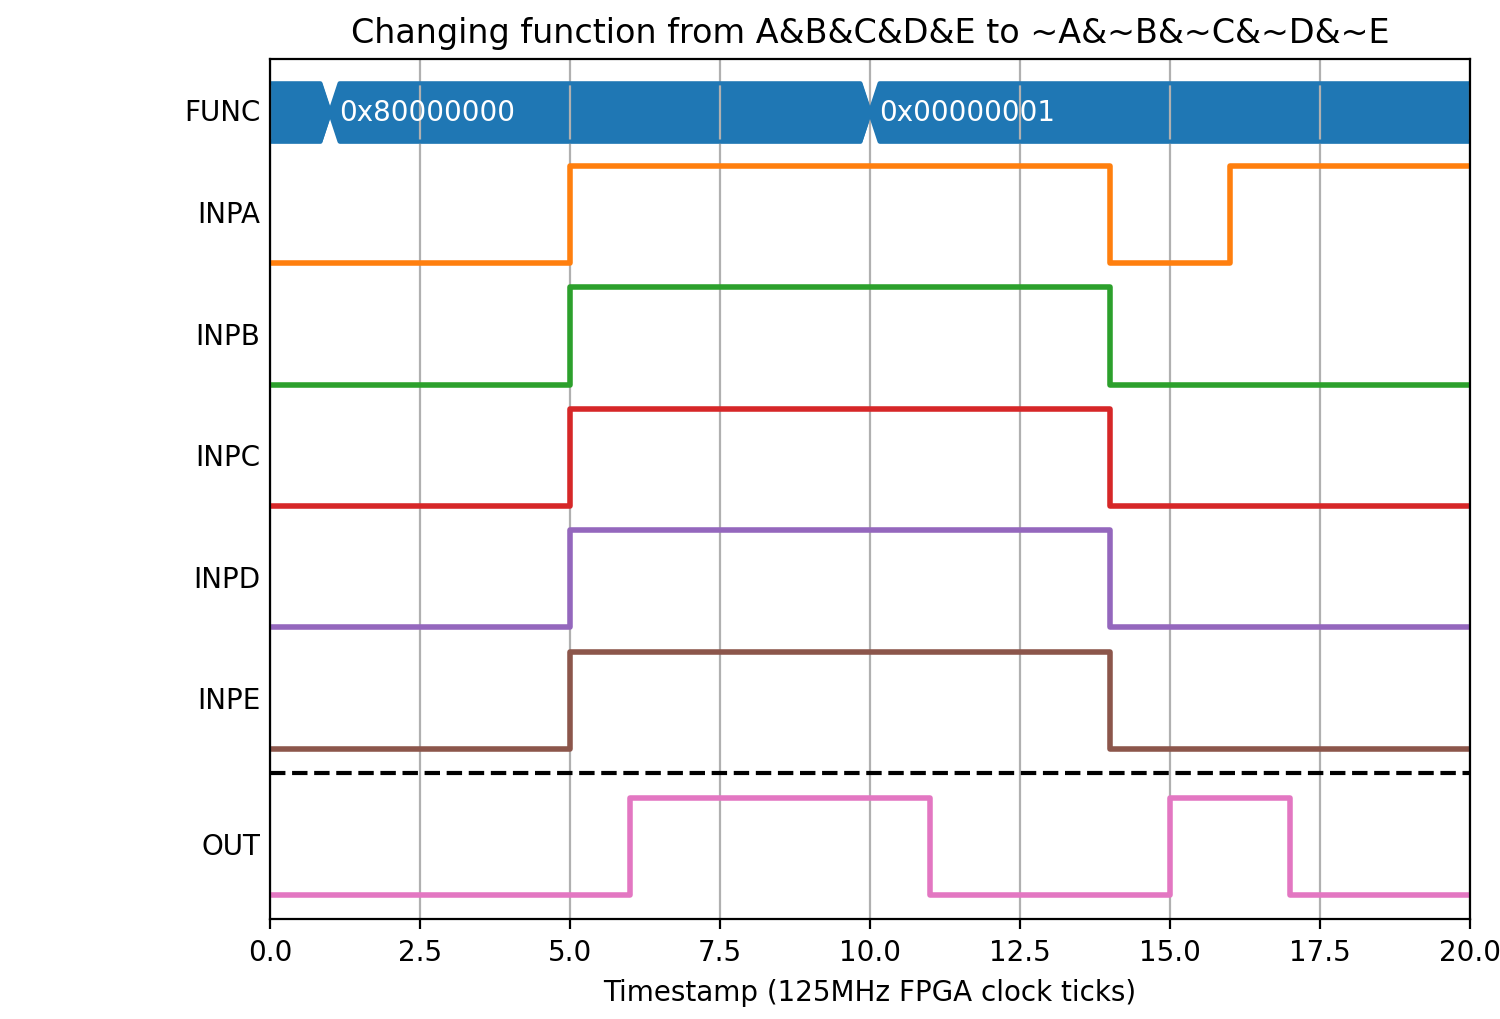 Changing function from A&B&C&D&E to ~A&~B&~C&~D&~E
FUNC 0x80000000 0x00000001
INPA
INPB
INPC
INPD
INPE
OUT
0.0 2.5 5.0 7.5 10.0 12.5 15.0 17.5 20.0
Timestamp (125MHz FPGA clock ticks)